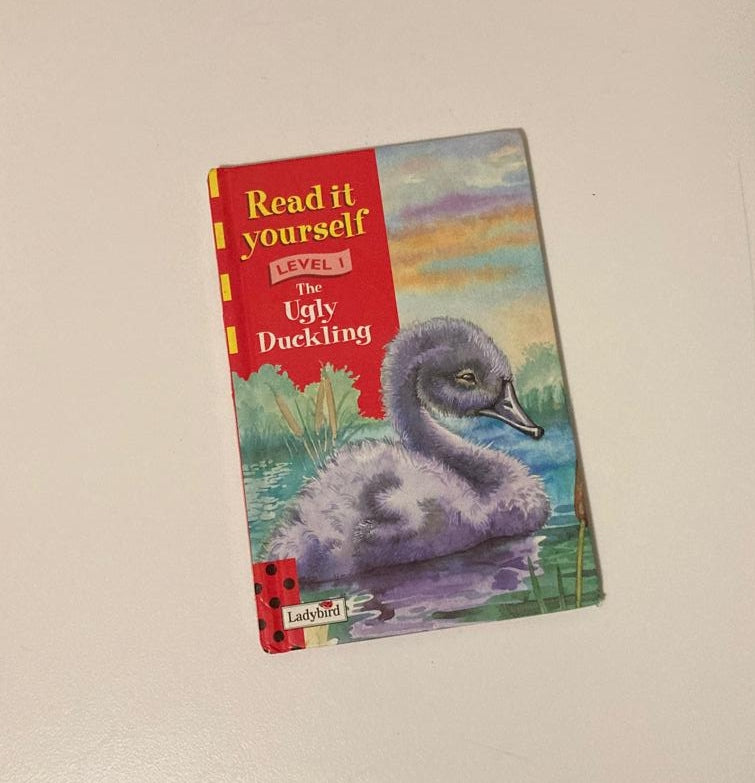 Read it
yourself
LEVEL 1
The
Ugly
Duckling
Ladybird